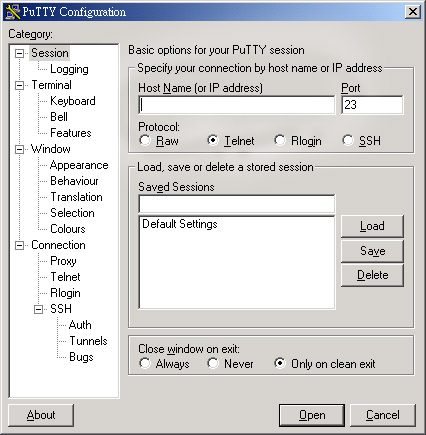 PuTTY Configuration
Category:
Session
Logging
Terminal
Keyboard
Bell
Features
Window
Appearance
Behaviour
Translation
Selection
Colours
Connection
Proxy
Telnet
Rlogin
SSH
Auth
Tunnels
Bugs
Basic options for your PuTTY session
Specify your connection by host name or IP address
Host Name (or IP address) Port
23
Protocol:
Raw Telnet Rlogin SSH
Load, save or delete a stored session
Saved Sessions
Default Settings
Load
Save
Delete
Close window on exit:
Always Never Only on clean exit
About Open Cancel